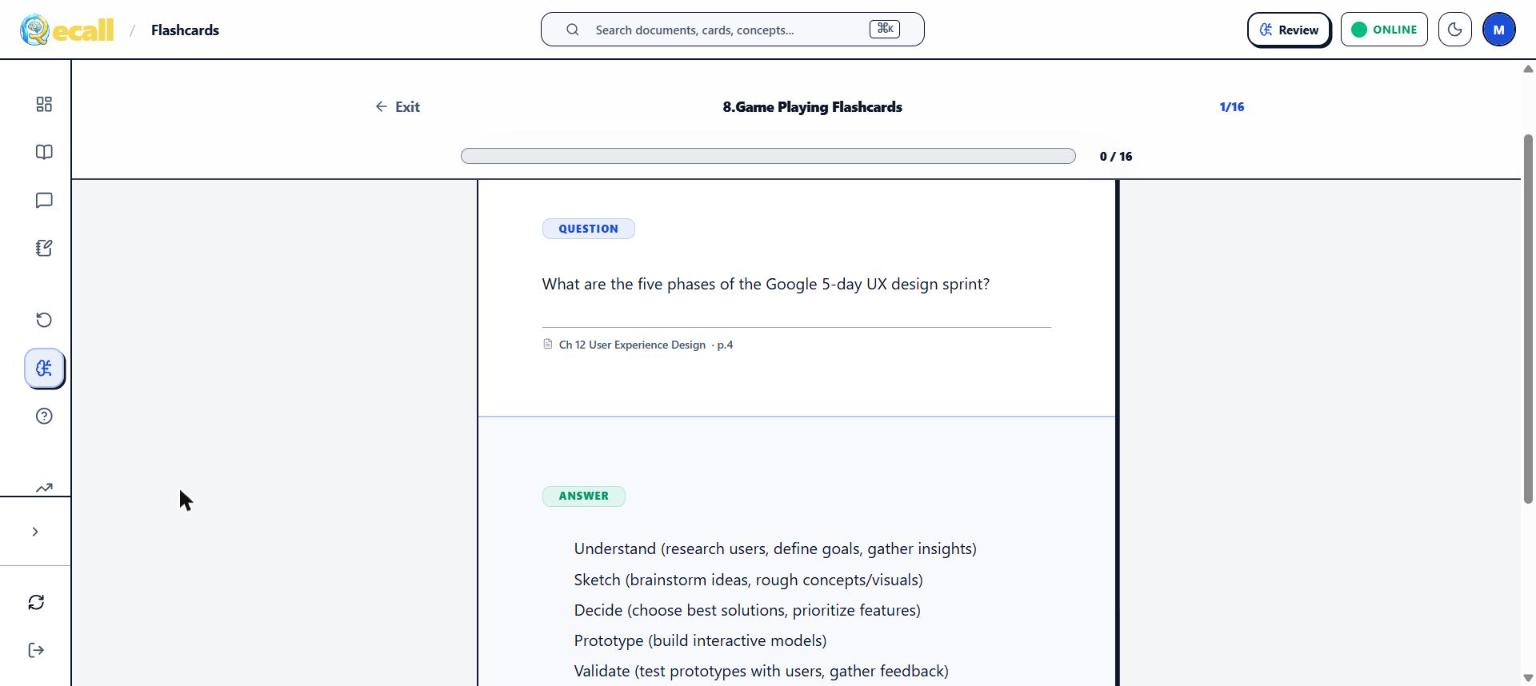 Recall / Flashcards
Search documents, cards, concepts...
⌘K
Review
ONLINE
M
Exit
8.Game Playing Flashcards
1/16
0 / 16
QUESTION
What are the five phases of the Google 5-day UX design sprint?
Ch 12 User Experience Design · p.4
ANSWER
Understand (research users, define goals, gather insights)
Sketch (brainstorm ideas, rough concepts/visuals)
Decide (choose best solutions, prioritize features)
Prototype (build interactive models)
Validate (test prototypes with users, gather feedback)